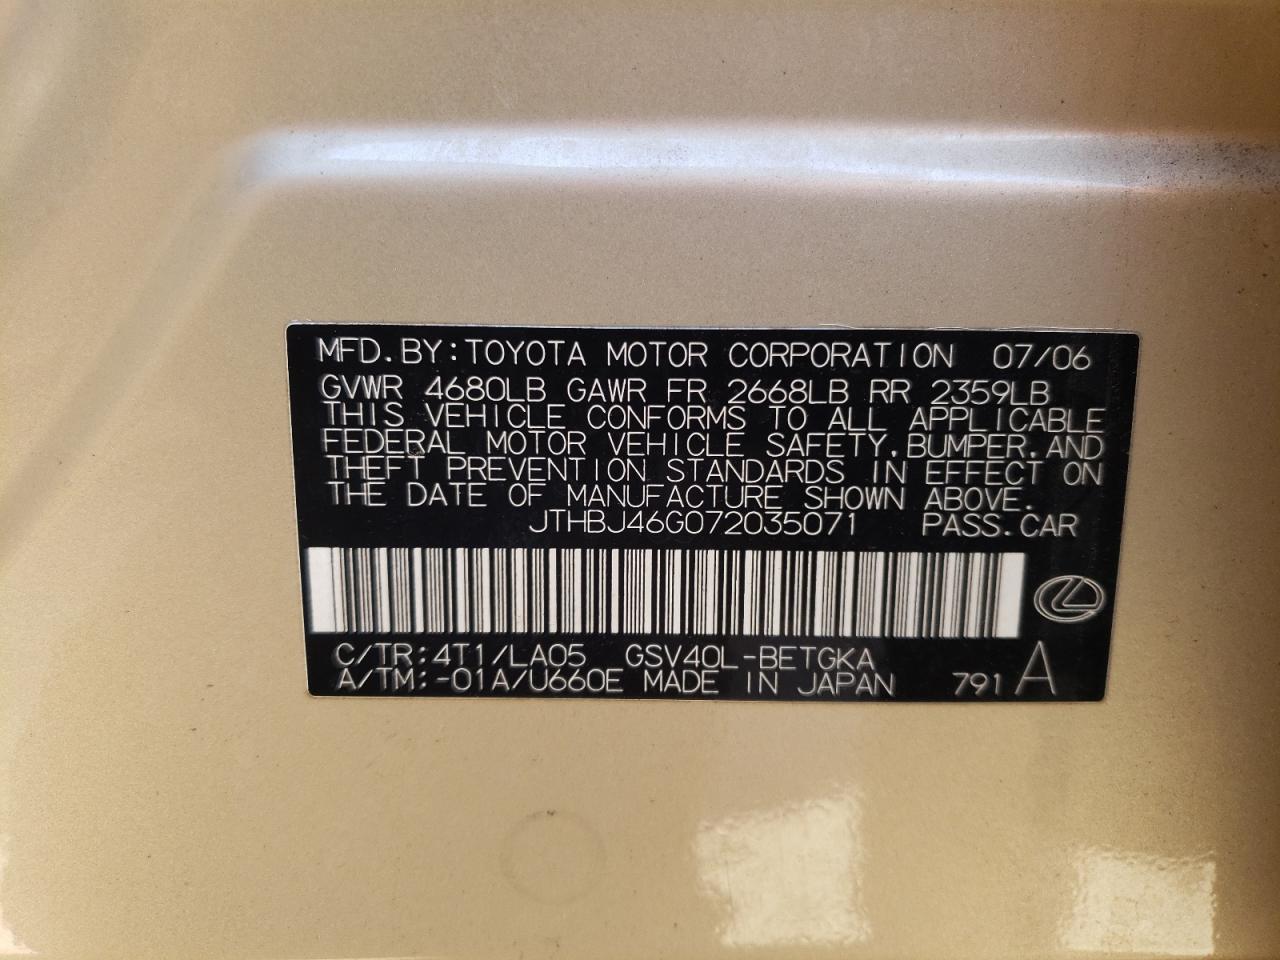 MFD.BY:TOYOTA MOTOR CORPORATION 07/06
GVWR 4680LB GAWR FR 2668LB RR 2359LB
THIS VEHICLE CONFORMS TO ALL APPLICABLE
FEDERAL MOTOR VEHICLE SAFETY,BUMPER,AND
THEFT PREVENTION STANDARDS IN EFFECT ON
THE DATE OF MANUFACTURE SHOWN ABOVE.
JTHBJ46G072035071 PASS.CAR
C/TR:4T1/LA05 GSV40L-BETGKA
A/TM:-01A/U660E MADE IN JAPAN 791 A